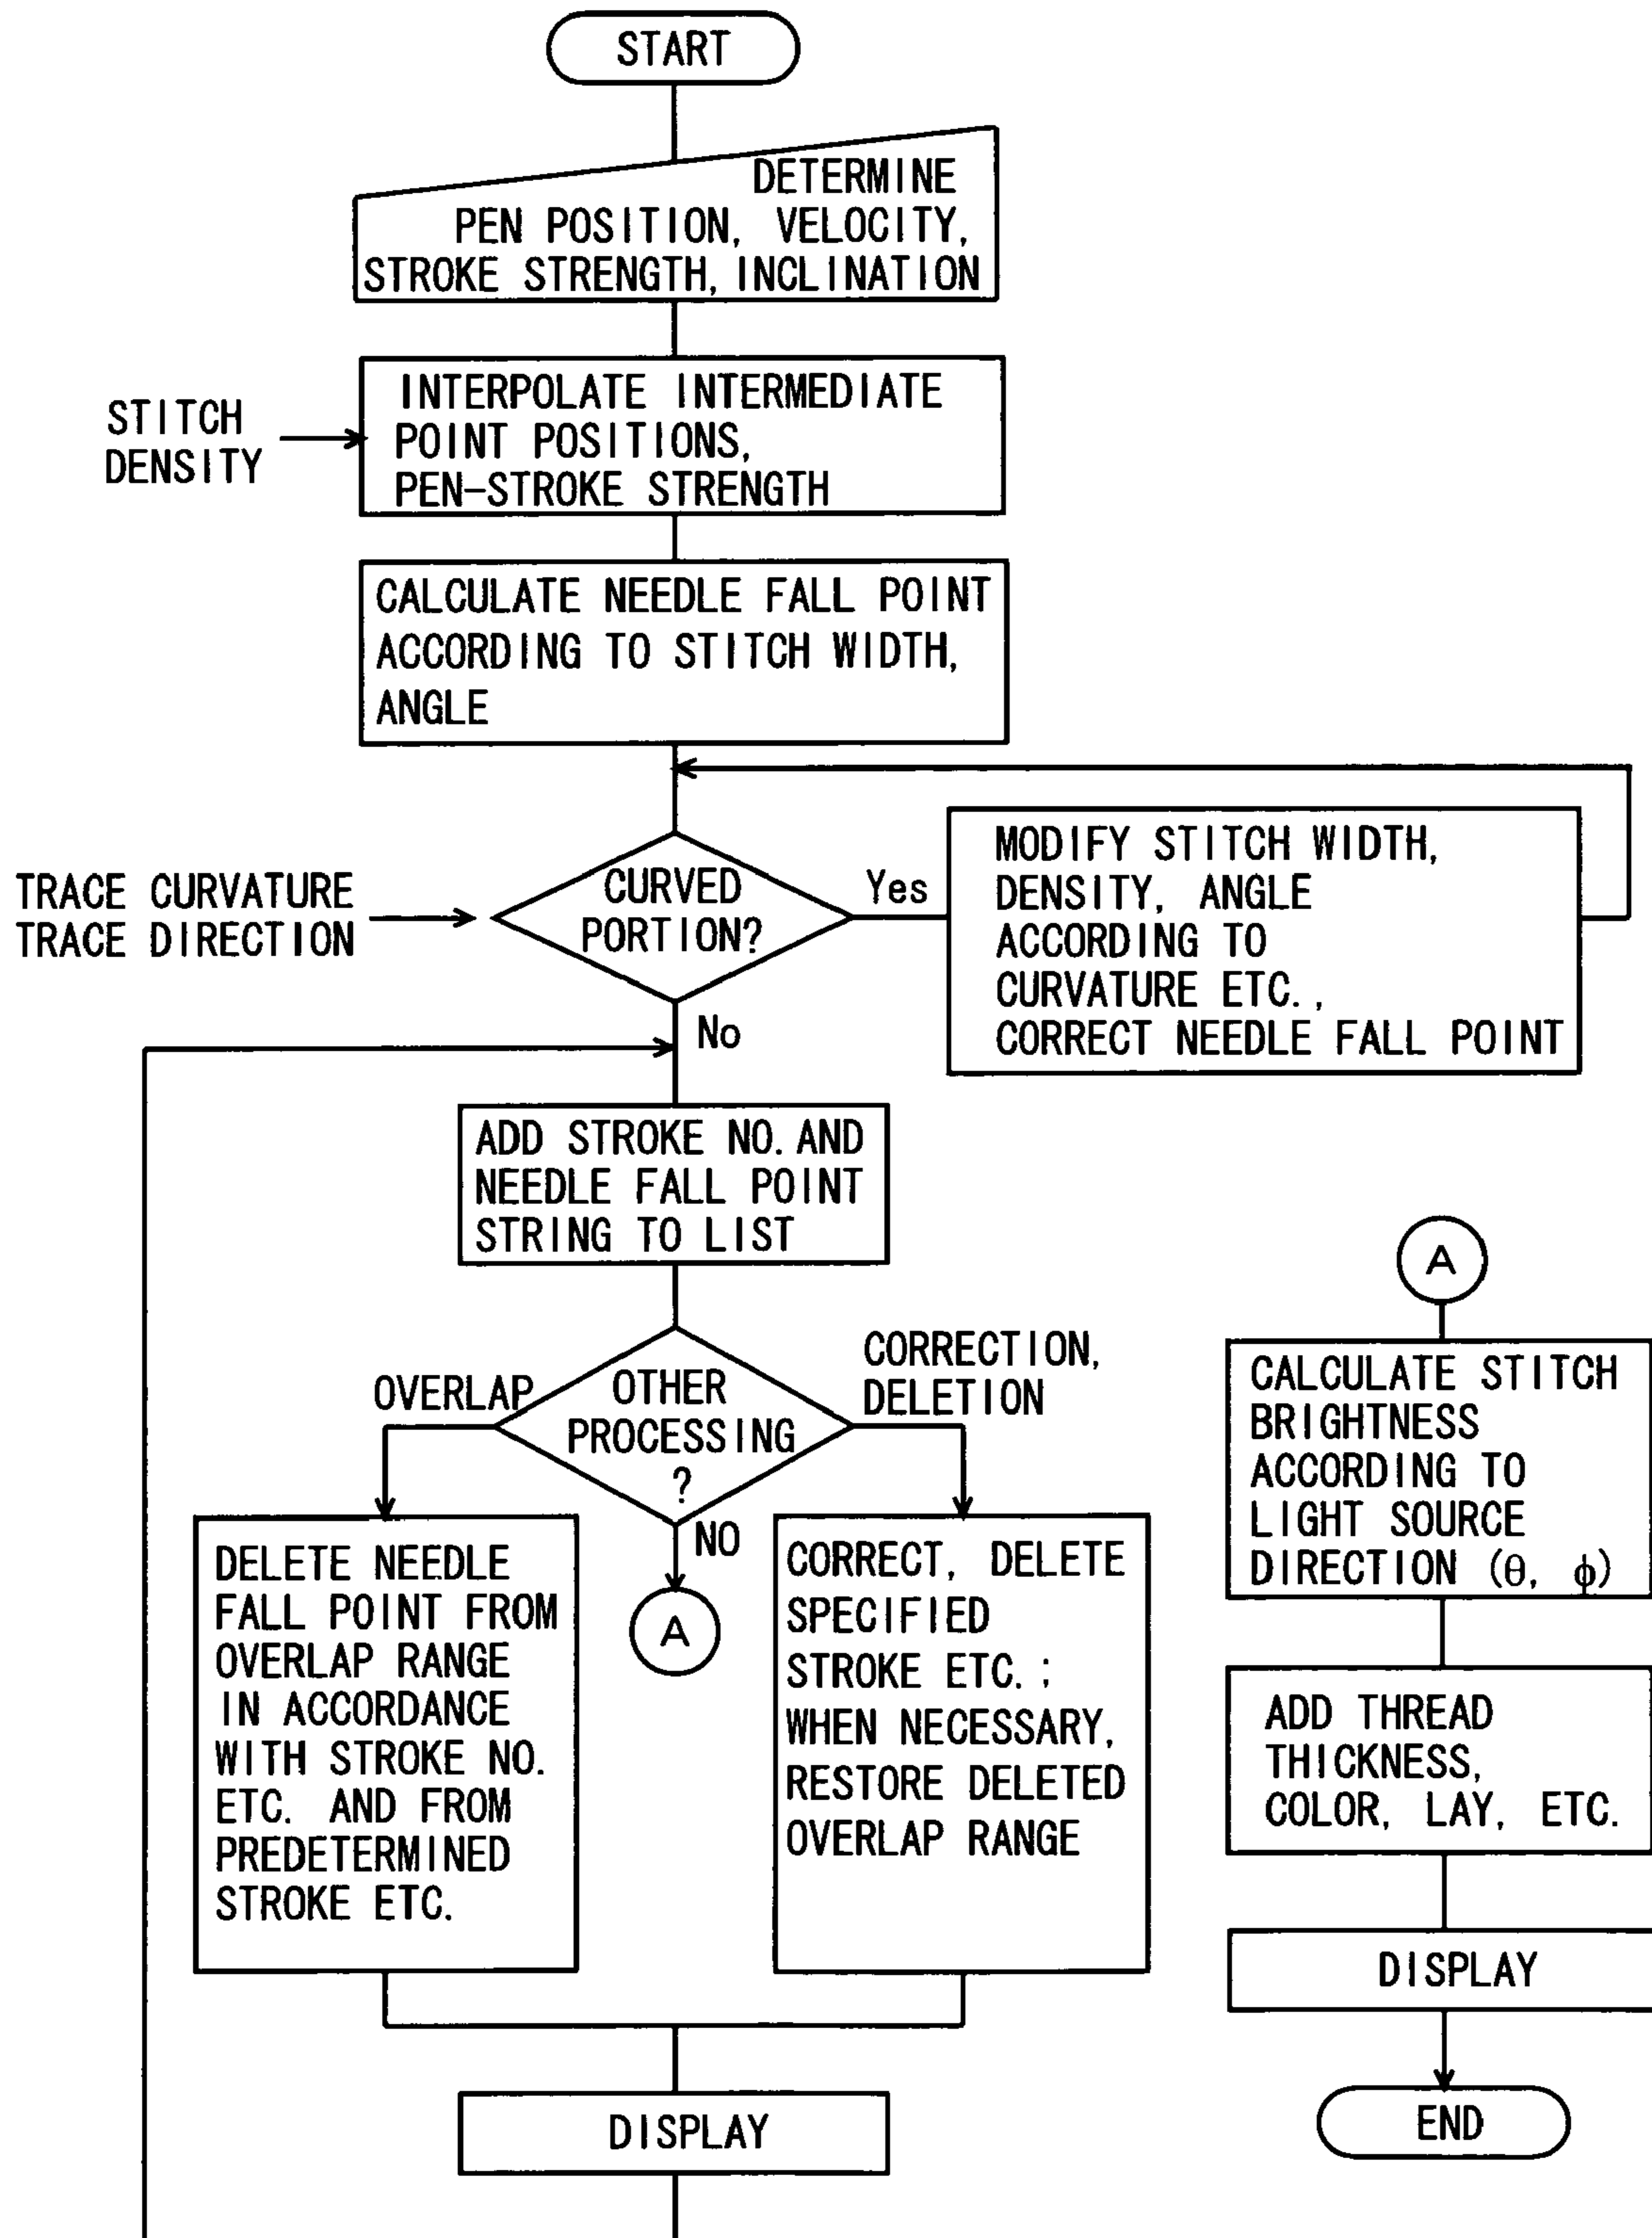 START
DETERMINE
PEN POSITION, VELOCITY,
STROKE STRENGTH, INCLINATION
STITCH
DENSITY
INTERPOLATE INTERMEDIATE
POINT POSITIONS,
PEN-STROKE STRENGTH
CALCULATE NEEDLE FALL POINT
ACCORDING TO STITCH WIDTH,
ANGLE
TRACE CURVATURE
TRACE DIRECTION
CURVED
PORTION?
Yes
MODIFY STITCH WIDTH,
DENSITY, ANGLE
ACCORDING TO
CURVATURE ETC.,
CORRECT NEEDLE FALL POINT
No
ADD STROKE NO. AND
NEEDLE FALL POINT
STRING TO LIST
OTHER
PROCESSING
?
OVERLAP
CORRECTION,
DELETION
NO
DELETE NEEDLE
FALL POINT FROM
OVERLAP RANGE
IN ACCORDANCE
WITH STROKE NO.
ETC. AND FROM
PREDETERMINED
STROKE ETC.
A
CORRECT, DELETE
SPECIFIED
STROKE ETC.;
WHEN NECESSARY,
RESTORE DELETED
OVERLAP RANGE
DISPLAY
A
CALCULATE STITCH
BRIGHTNESS
ACCORDING TO
LIGHT SOURCE
DIRECTION (θ, φ)
ADD THREAD
THICKNESS,
COLOR, LAY, ETC.
DISPLAY
END